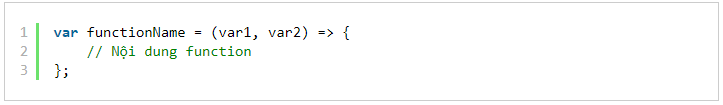 1 var functionName = (var1, var2) => {
2     // Nội dung function
3 };